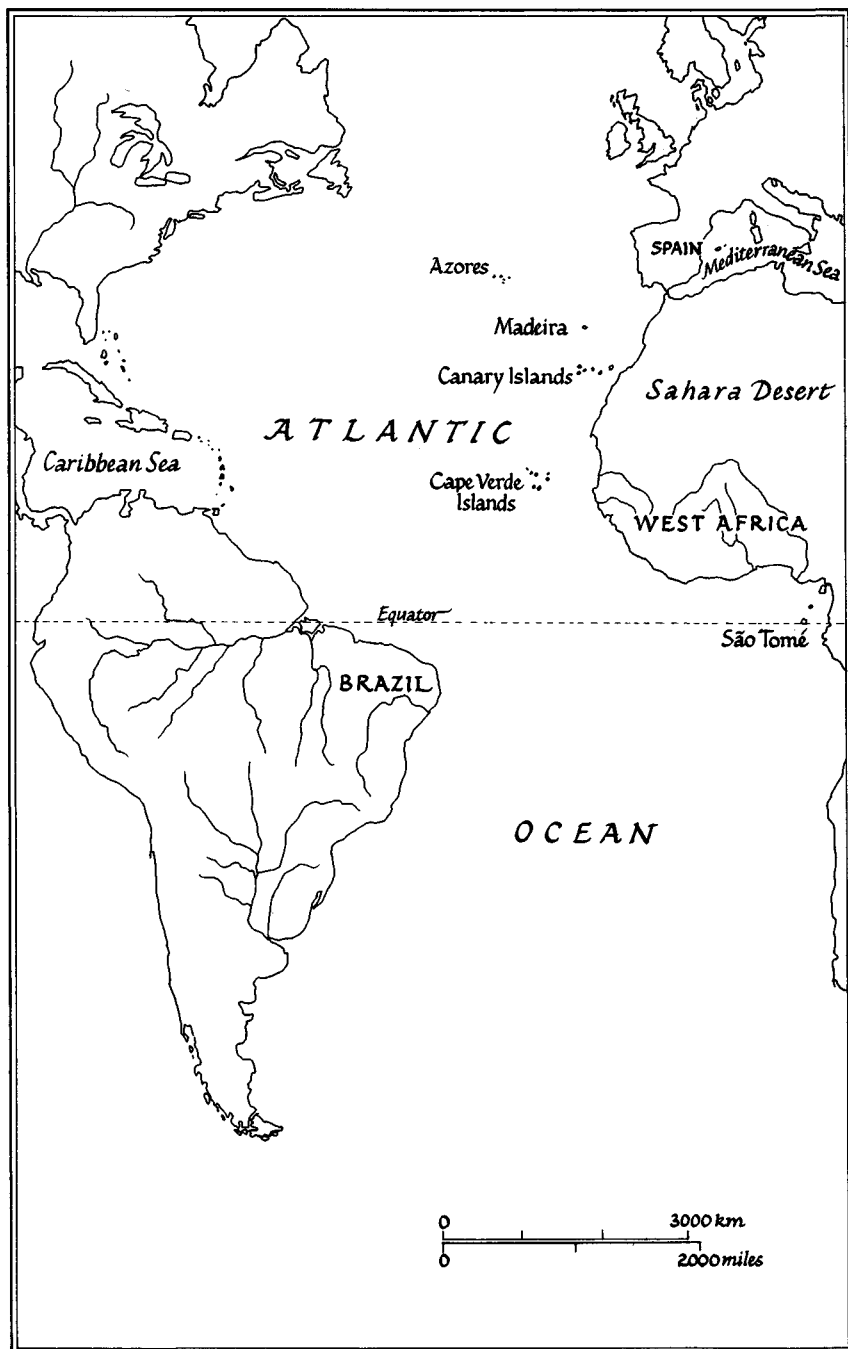 SPAIN
Mediterranean Sea
Azores
Madeira
Canary Islands
Sahara Desert
ATLANTIC
Caribbean Sea
Cape Verde
Islands
WEST AFRICA
Equator
São Tomé
BRAZIL
OCEAN
0 3000 km
0 2000 miles